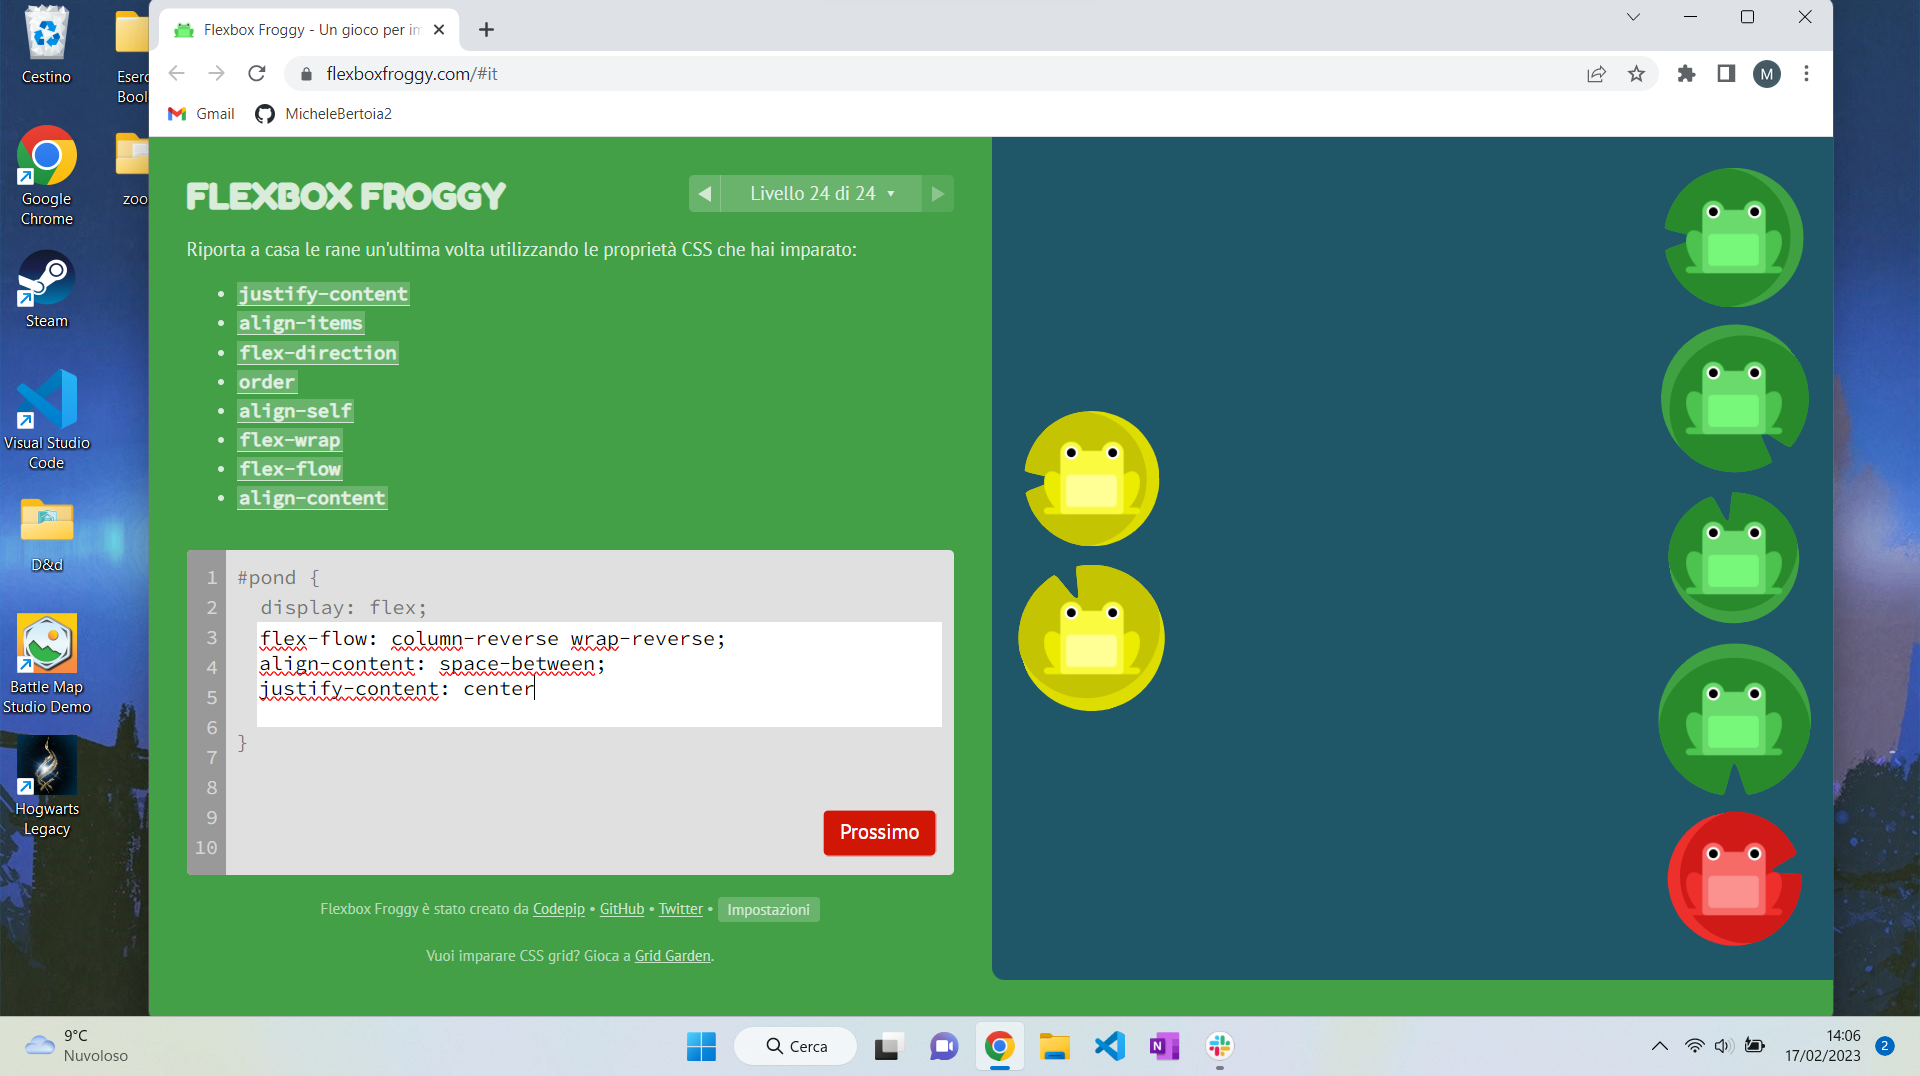 Cestino
Eserc
Bool
Google
Chrome
zoo
Steam
Visual Studio
Code
D&d
Battle Map
Studio Demo
Hogwarts
Legacy
Flexbox Froggy - Un gioco per im
flexboxfroggy.com/#it
M
Gmail
MicheleBertoia2
FLEXBOX FROGGY
Livello 24 di 24
Riporta a casa le rane un'ultima volta utilizzando le proprietà CSS che hai imparato:
justify-content
align-items
flex-direction
order
align-self
flex-wrap
flex-flow
align-content
1 #pond {
2 display: flex;
3 flex-flow: column-reverse wrap-reverse;
4 align-content: space-between;
5 justify-content: center
6 }
7
8
9
10
Prossimo
Flexbox Froggy è stato creato da Codepip • GitHub • Twitter • Impostazioni
Vuoi imparare CSS grid? Gioca a Grid Garden.
9°C
Nuvoloso
Cerca
N
14:06
17/02/2023
2